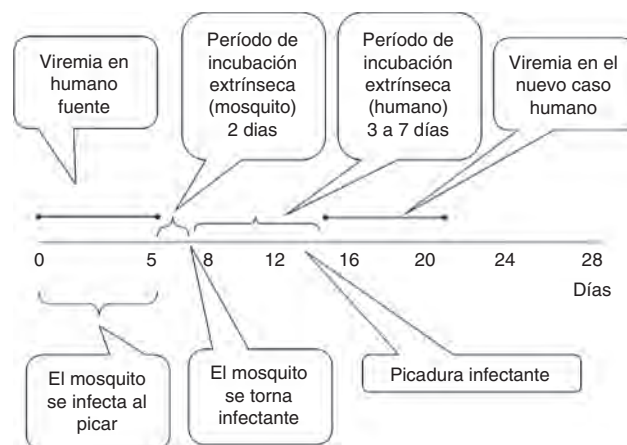 Viremia en
humano
fuente
Período de
incubación
extrínseca
(mosquito)
2 dias
Período de
incubación
extrínseca
(humano)
3 a 7 días
Viremia en el
nuevo caso
humano
0 5 8 12 16 20 24 28
Días
El mosquito
se infecta al
picar
El mosquito
se torna
infectante
Picadura infectante